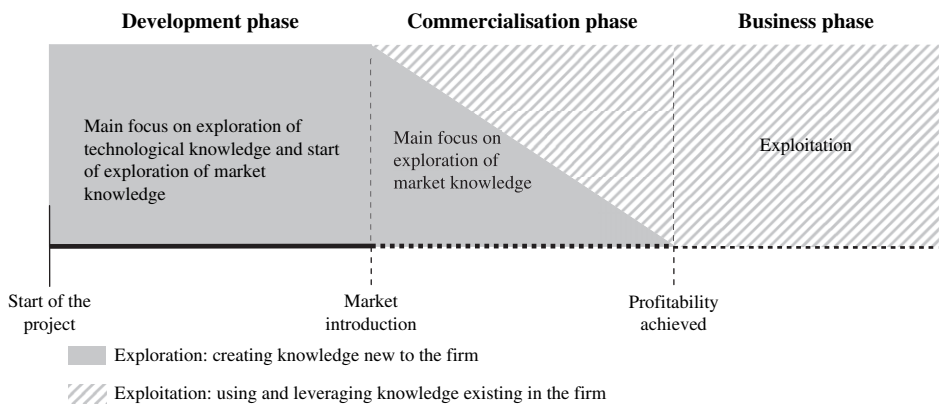 Development phase
Commercialisation phase
Business phase
Main focus on exploration of
technological knowledge and start
of exploration of market
knowledge
Main focus on
exploration of
market knowledge
Exploitation
Start of the
project
Market
introduction
Profitability
achieved
Exploration: creating knowledge new to the firm
Exploitation: using and leveraging knowledge existing in the firm